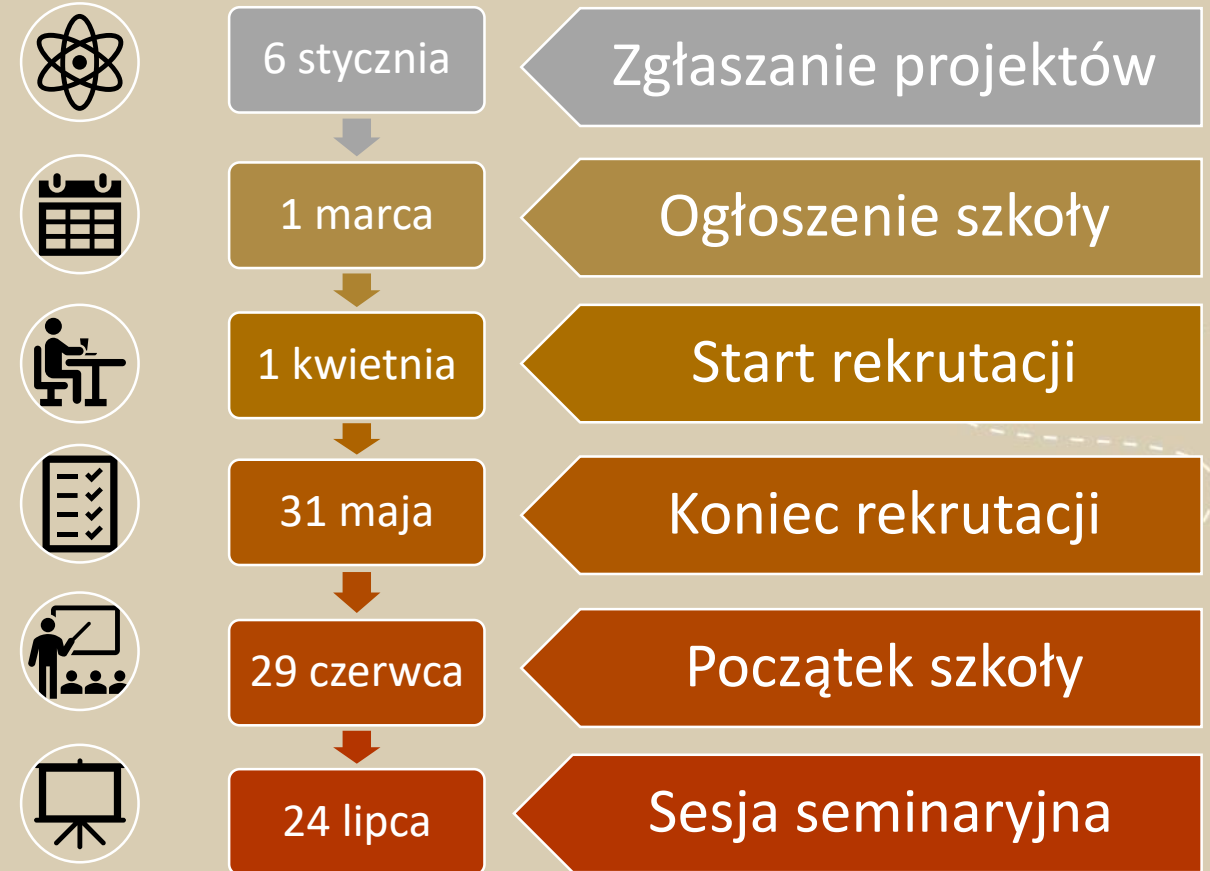 6 stycznia
Zgłaszanie projektów
1 marca
Ogłoszenie szkoły
1 kwietnia
Start rekrutacji
31 maja
Koniec rekrutacji
29 czerwca
Początek szkoły
24 lipca
Sesja seminaryjna